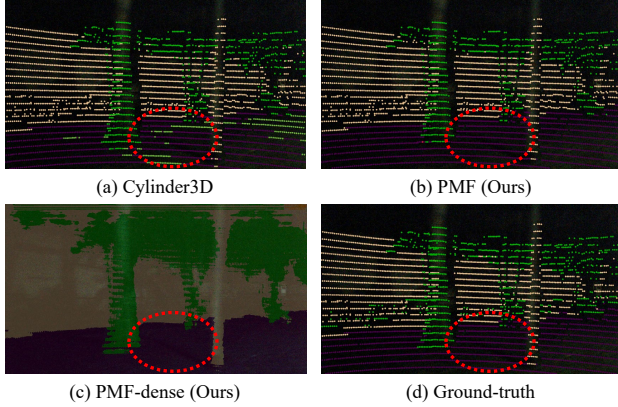 (a) Cylinder3D
(b) PMF (Ours)
(c) PMF-dense (Ours)
(d) Ground-truth